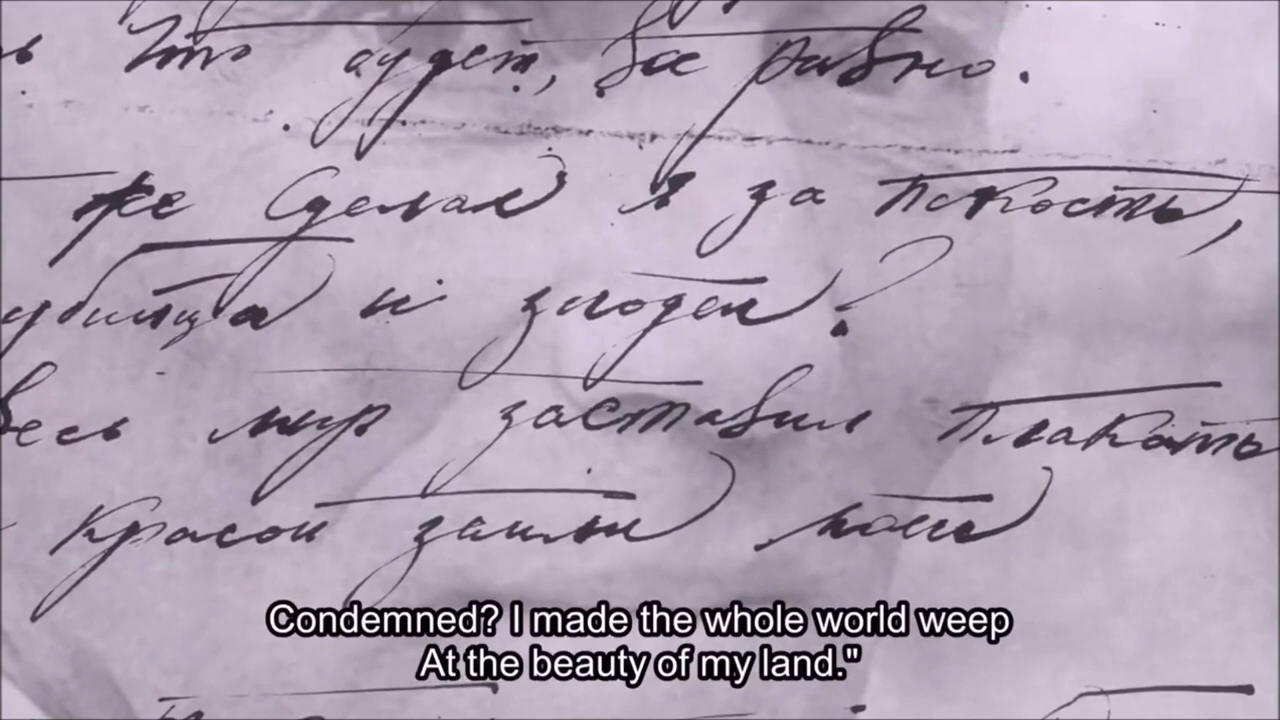 что будет, все равно.
же сделал я за пакость,
убийца и злодей?
весь мир заставил плакать
красой земли моей
Condemned? I made the whole world weep
At the beauty of my land."